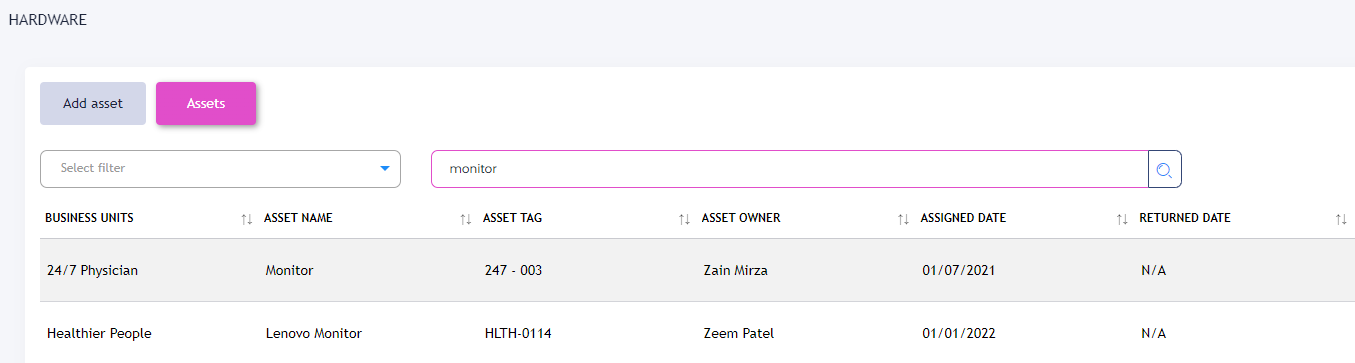 HARDWARE
Add asset Assets
Select filter monitor
BUSINESS UNITS ASSET NAME ASSET TAG ASSET OWNER ASSIGNED DATE RETURNED DATE
24/7 Physician Monitor 247 - 003 Zain Mirza 01/07/2021 N/A
Healthier People Lenovo Monitor HLTH-0114 Zeem Patel 01/01/2022 N/A